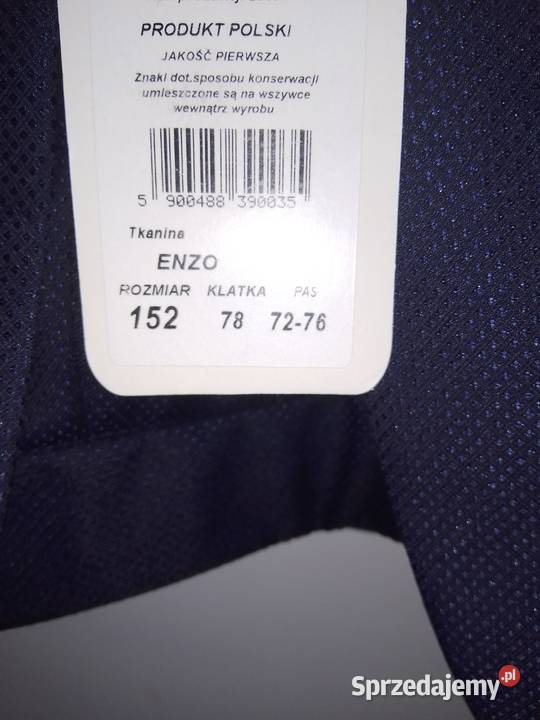 PRODUKT POLSKI
JAKOŚĆ PIERWSZA
Znaki dot.sposobu konserwacji
umieszczone są na wszywce
wewnątrz wyrobu
5 900488 390035
Tkanina
ENZO
ROZMIAR KLATKA PAS
152 78 72-76
Sprzedajemy.pl